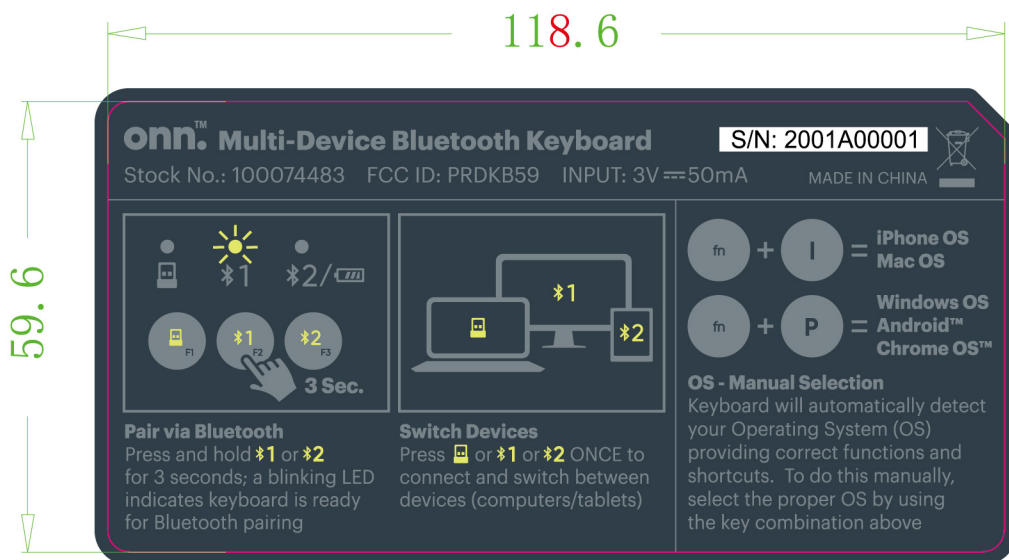 118.6
59.6
onn.™ Multi-Device Bluetooth Keyboard
S/N: 2001A00001
Stock No.: 100074483 FCC ID: PRDKB59 INPUT: 3V⎓50mA
MADE IN CHINA
1 2/
F1 1 F2 2 F3
3 Sec.
1
2
fn + I = iPhone OS
Mac OS
fn + P = Windows OS
Android™
Chrome OS™
Pair via Bluetooth
Press and hold 1 or 2
for 3 seconds; a blinking LED
indicates keyboard is ready
for Bluetooth pairing
Switch Devices
Press or 1 or 2 ONCE to
connect and switch between
devices (computers/tablets)
OS - Manual Selection
Keyboard will automatically detect
your Operating System (OS)
providing correct functions and
shortcuts. To do this manually,
select the proper OS by using
the key combination above